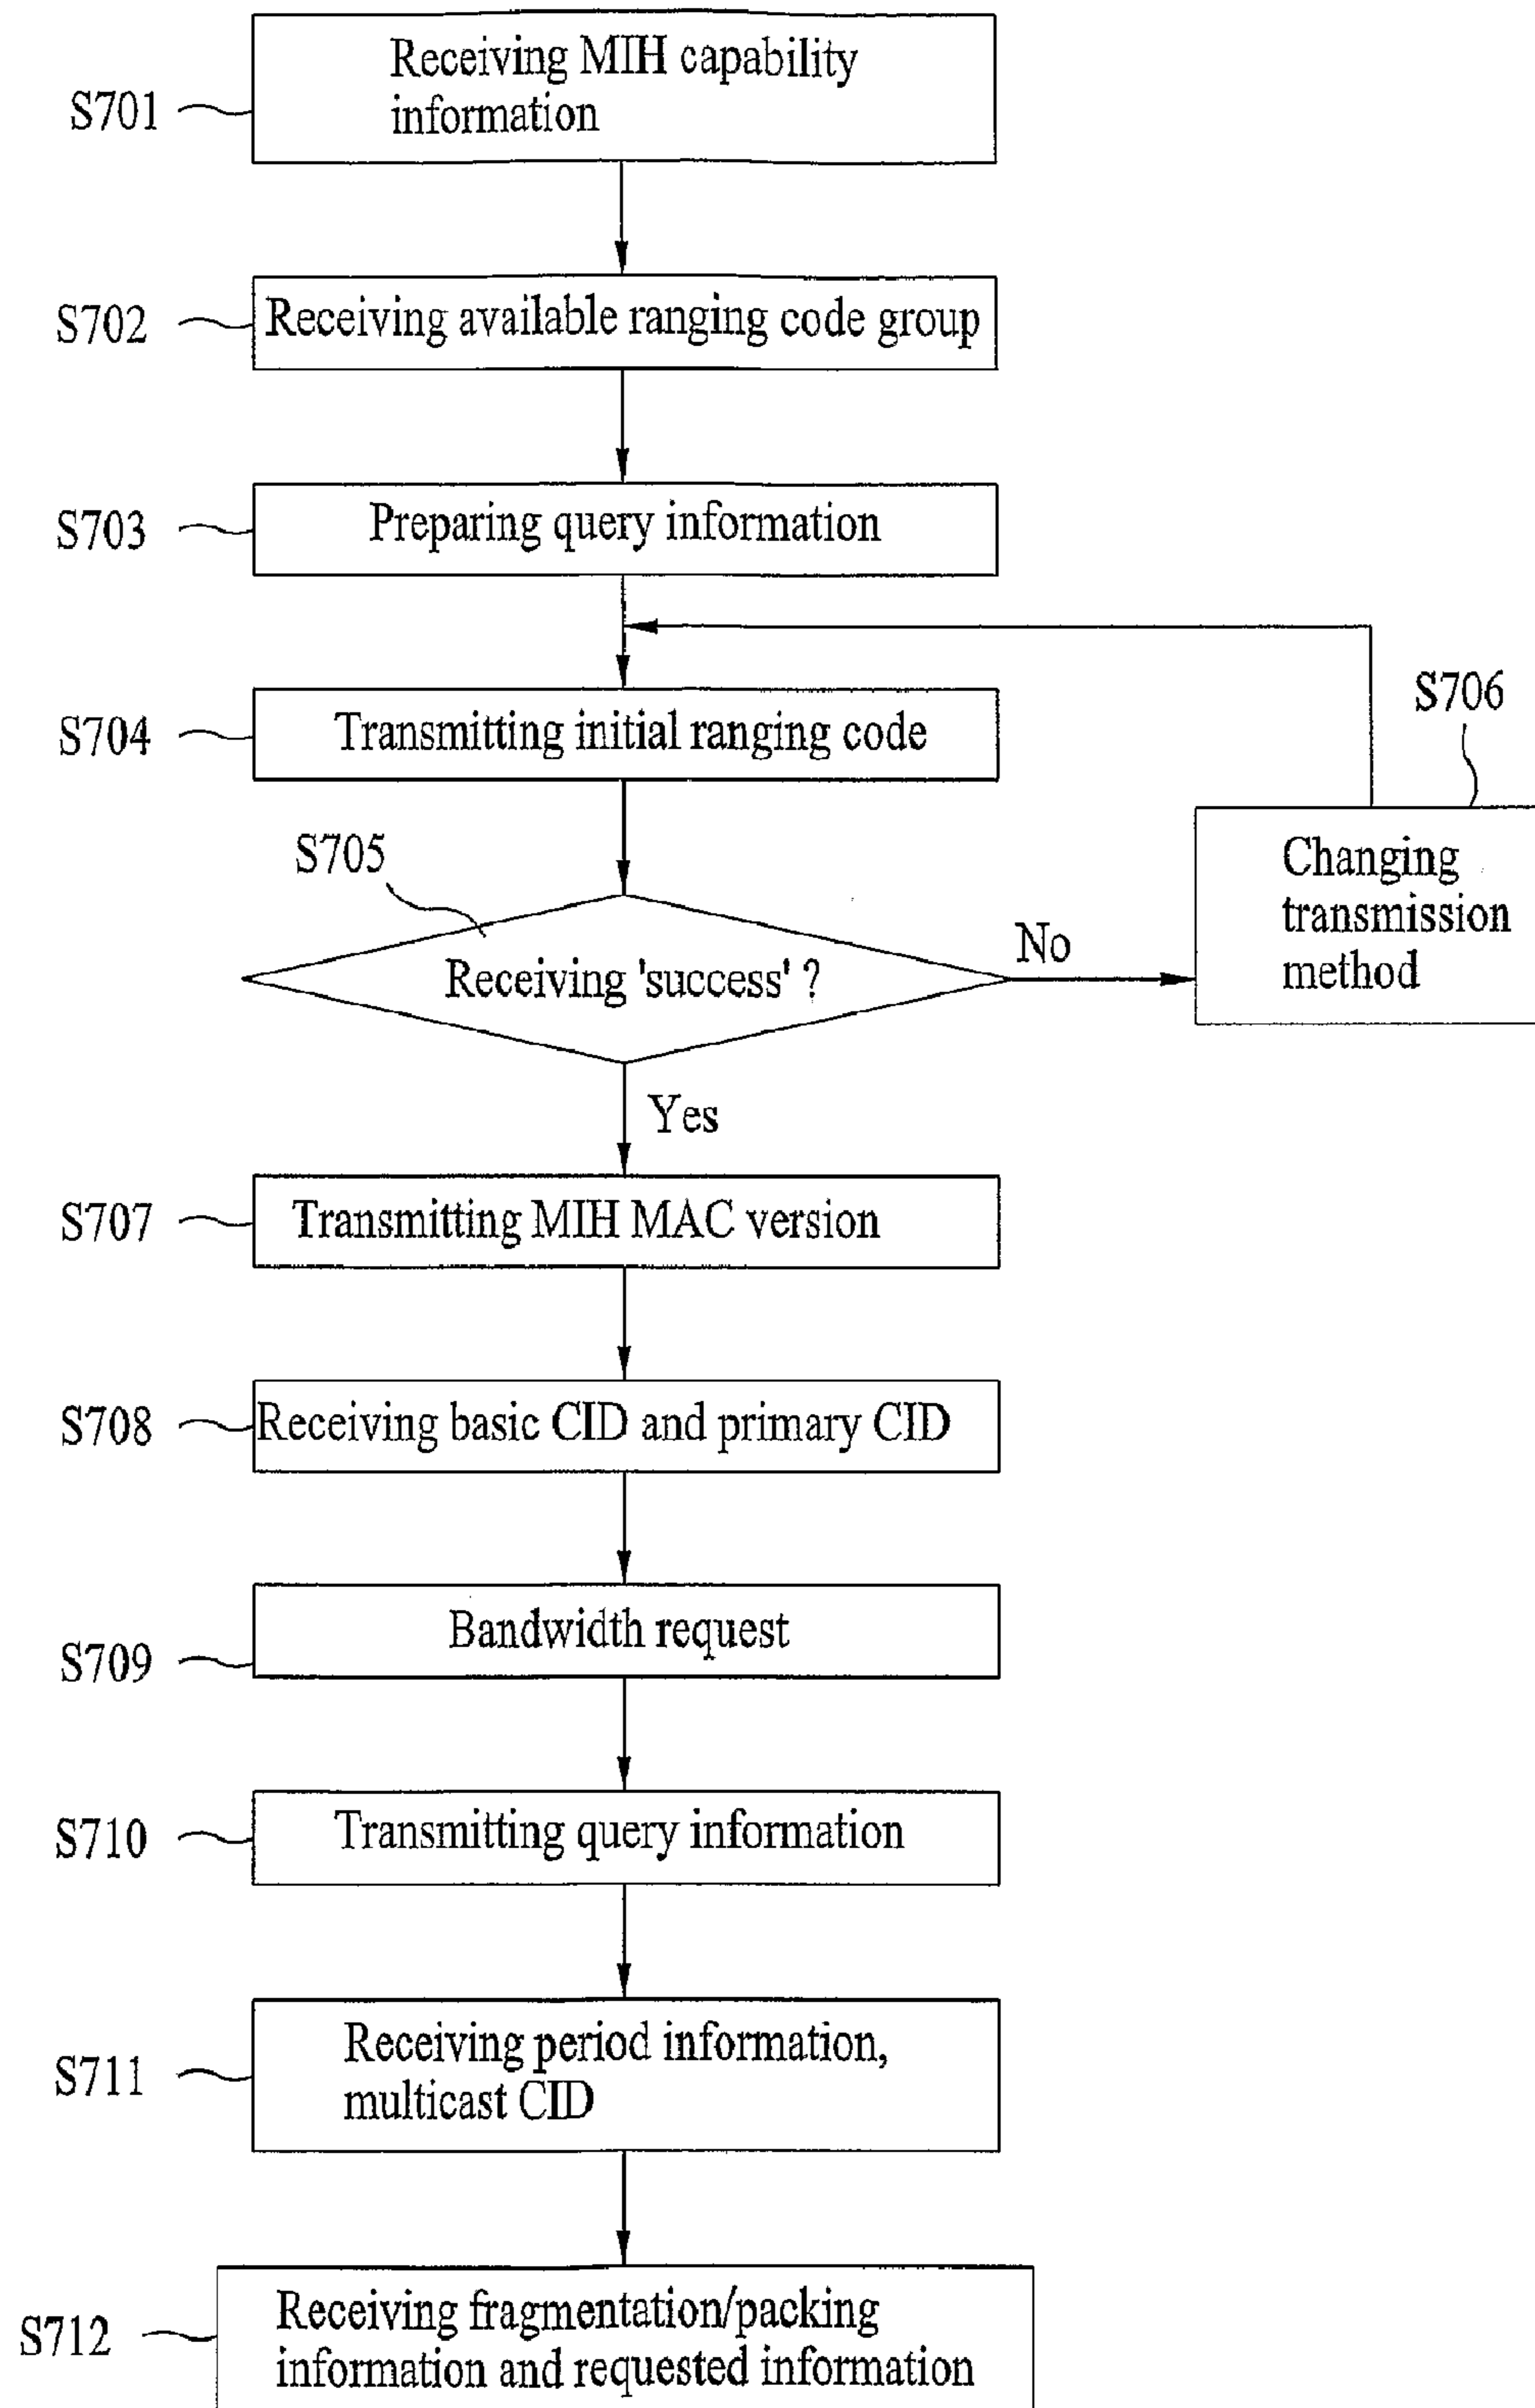 S701
Receiving MIH capability
information
S702
Receiving available ranging code group
S703
Preparing query information
S704
Transmitting initial ranging code
S706
Changing
transmission
method
S705
Receiving 'success' ?
No
Yes
S707
Transmitting MIH MAC version
S708
Receiving basic CID and primary CID
S709
Bandwidth request
S710
Transmitting query information
S711
Receiving period information,
multicast CID
S712
Receiving fragmentation/packing
information and requested information